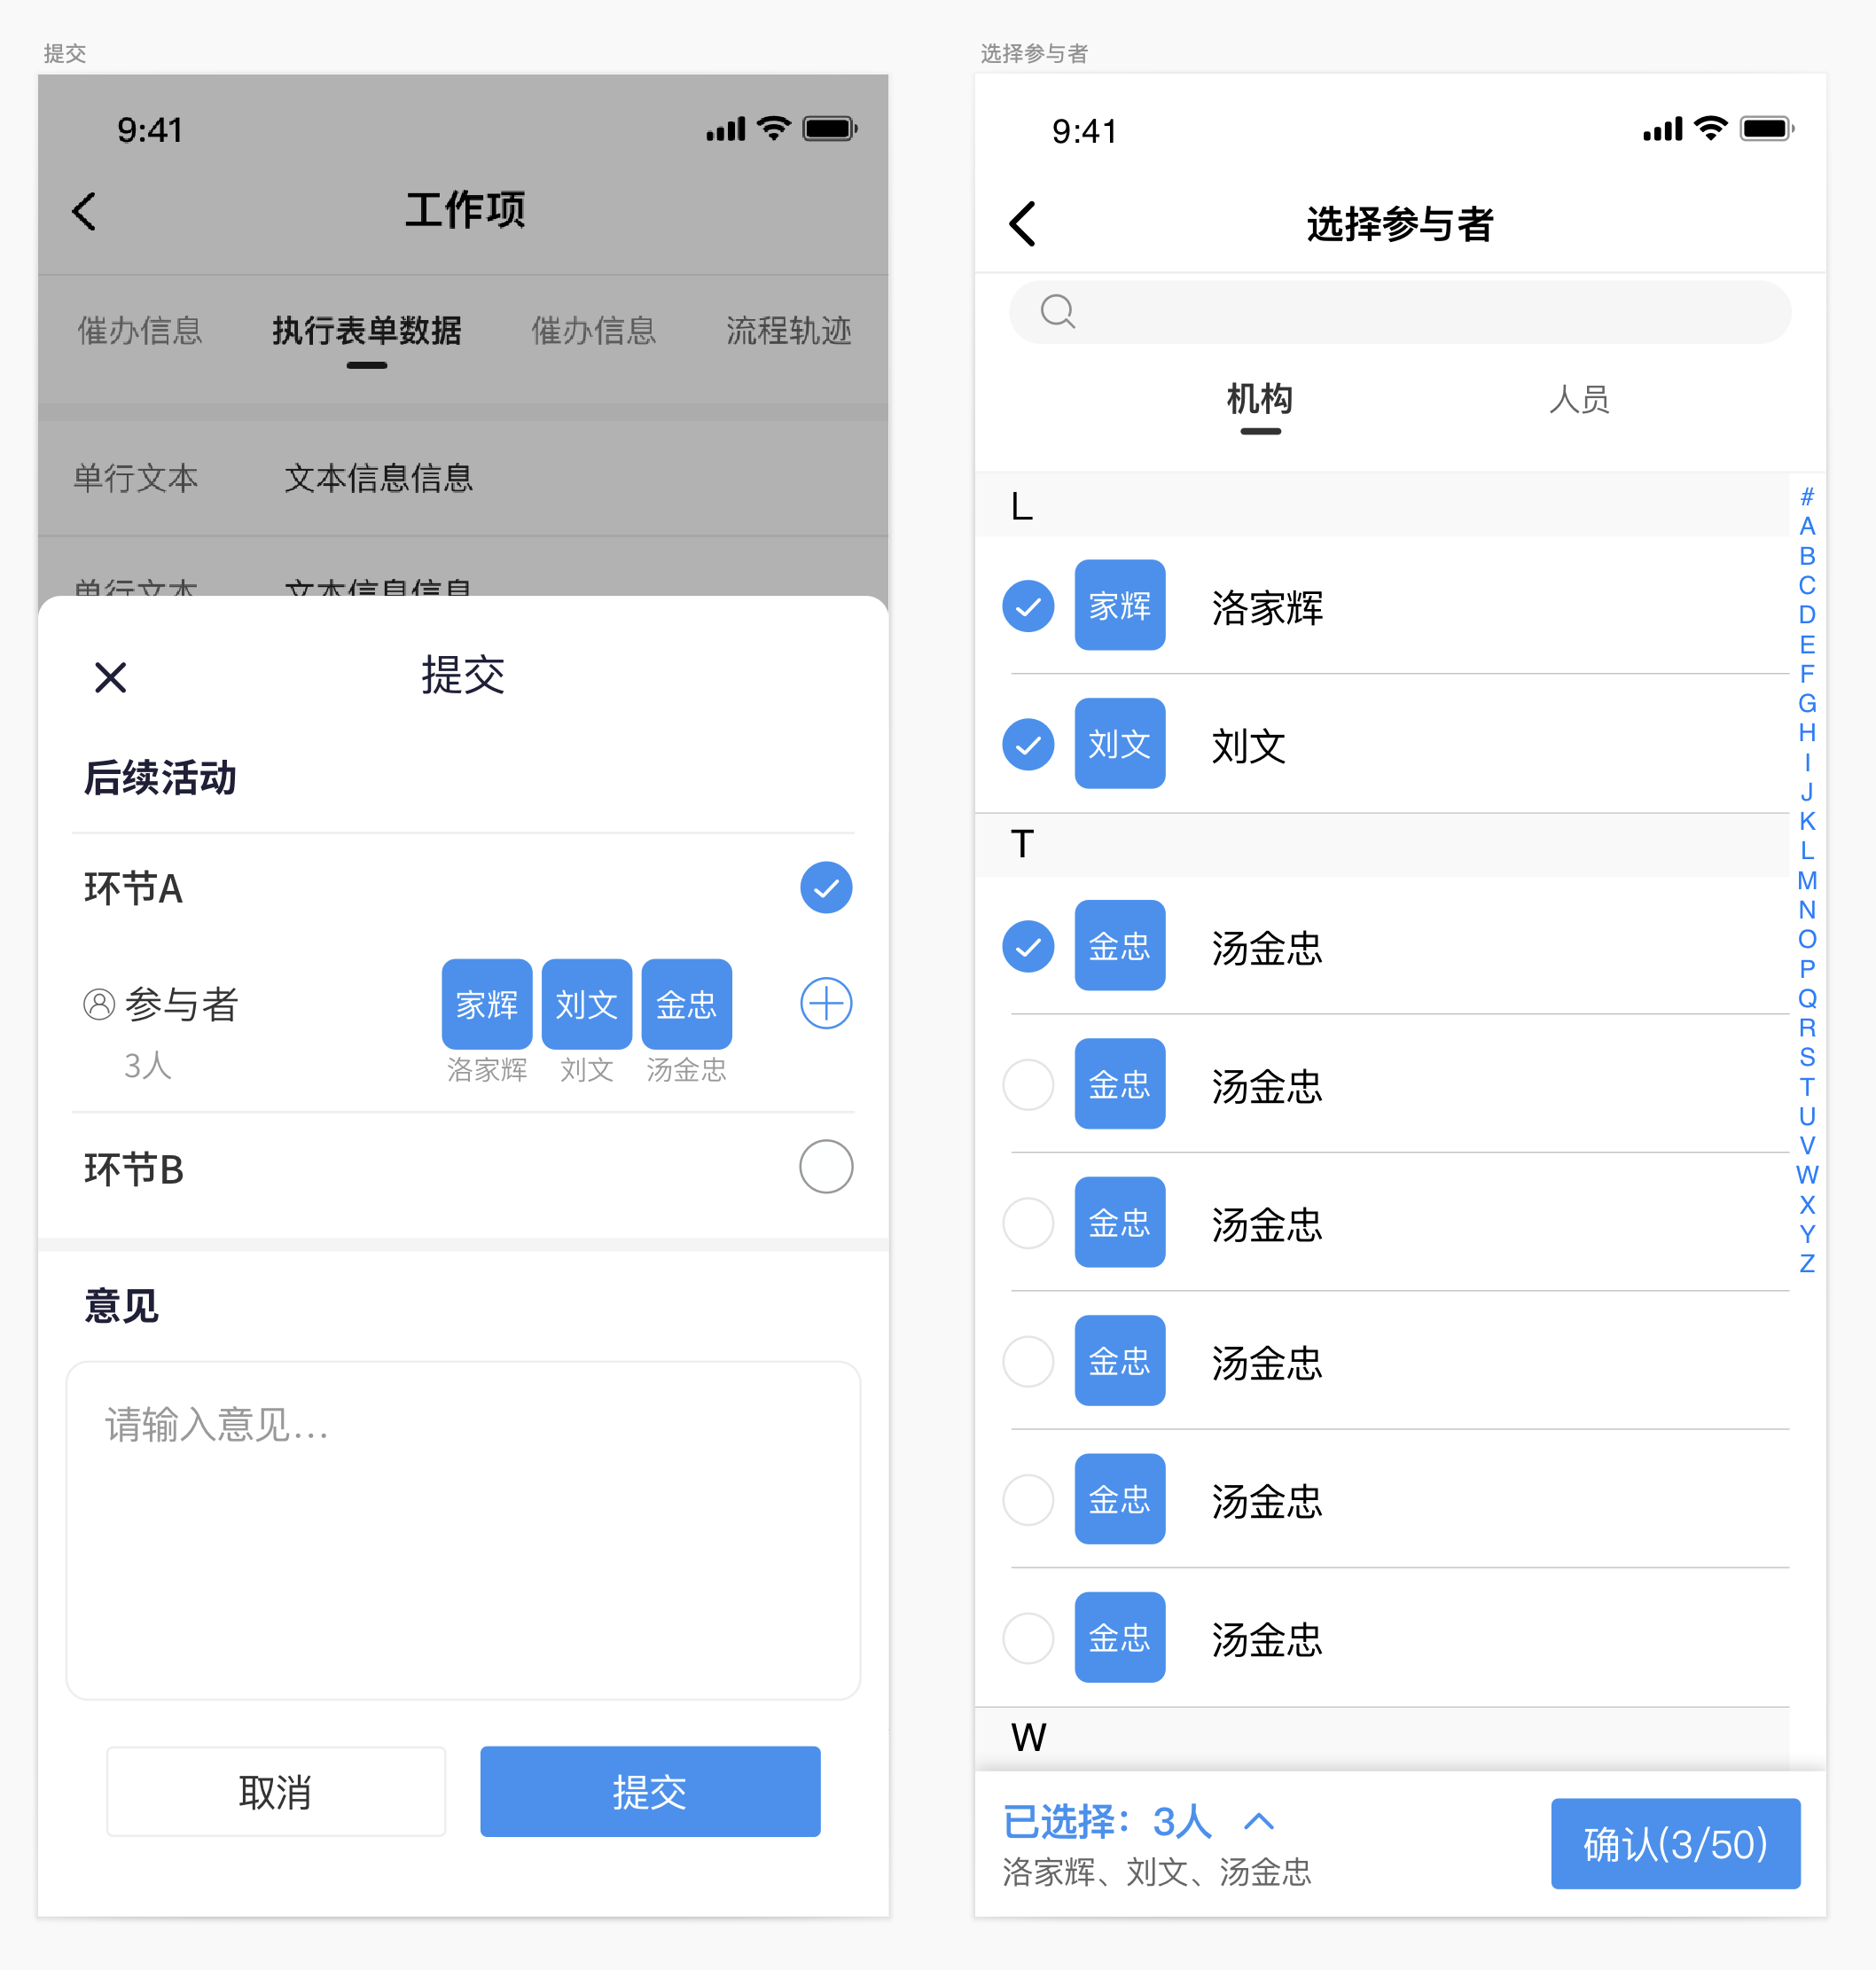 提交
9:41
工作项
催办信息 执行表单数据 催办信息 流程轨迹
单行文本 文本信息信息
单行文本 文本信息信息
提交
后续活动
环节A
参与者 家辉 刘文 金忠
3人 洛家辉 刘文 汤金忠
环节B
意见
请输入意见...
取消 提交
选择参与者
9:41
选择参与者
机构 人员
L
家辉 洛家辉
刘文 刘文
T
金忠 汤金忠
金忠 汤金忠
金忠 汤金忠
金忠 汤金忠
金忠 汤金忠
金忠 汤金忠
W
#
A
B
C
D
E
F
G
H
I
J
K
L
M
N
O
P
Q
R
S
T
U
V
W
X
Y
Z
已选择：3人
洛家辉、刘文、汤金忠
确认(3/50)